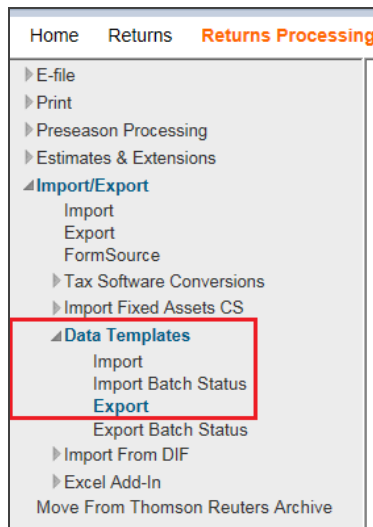 Home Returns Returns Processing
E-file
Print
Preseason Processing
Estimates & Extensions
Import/Export
Import
Export
FormSource
Tax Software Conversions
Import Fixed Assets CS
Data Templates
Import
Import Batch Status
Export
Export Batch Status
Import From DIF
Excel Add-In
Move From Thomson Reuters Archive